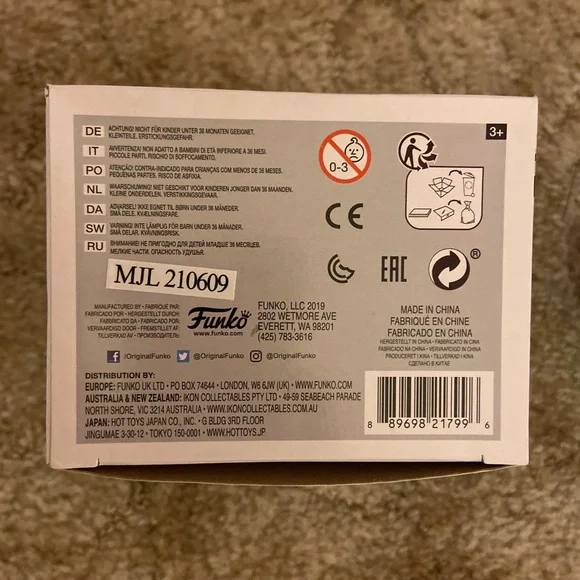 DE ACHTUNG! NICHT FÜR KINDER UNTER 36 MONATEN GEEIGNET.
KLEINTEILE. ERSTICKUNGSGEFAHR.
IT AVVERTENZA! NON ADATTO A BAMBINI DI ETÀ INFERIORE A 36 MESI.
PICCOLE PARTI. RISCHIO DI SOFFOCAMENTO.
PO ATENÇÃO! CONTRA-INDICADO PARA CRIANÇAS COM MENOS DE 36 MESES.
PEQUENAS PARTES. RISCO DE ASFIXIA.
NL WAARSCHUWING! NIET GESCHIKT VOOR KINDEREN JONGER DAN 36 MAANDEN.
KLEINE ONDERDELEN. VERSTIKKINGSGEVAAR.
DA ADVARSEL! IKKE EGNET TIL BØRN UNDER 36 MÅNEDER.
SMÅ DELE. KVÆLNINGSFARE.
SW VARNING! INTE LÄMPLIG FÖR BARN UNDER 36 MÅNADER.
SMÅ DELAR. KVÄVNINGSRISK.
RU ВНИМАНИЕ! НЕ ПРИГОДНО ДЛЯ ДЕТЕЙ МЛАДШЕ 36 МЕСЯЦЕВ.
МЕЛКИЕ ЧАСТИ. ОПАСНОСТЬ УДУШЬЯ.
0-3
3+
CE
EAC
®
MJL 210609
MANUFACTURED BY • FABRIQUÉ PAR:
FABRICADO POR • HERGESTELLT DURCH:
FABRICATO DA • FABRICADO POR:
VERVAARDIGD DOOR • FREMSTILLET AF:
TILLVERKAD AV:
Funko
www.funko.com
FUNKO, LLC 2019
2802 WETMORE AVE
EVERETT, WA 98201
(425) 783-3616
MADE IN CHINA
FABRIQUÉ EN CHINE
FABRICADO EN CHINA
HERGESTELLT IN CHINA • FABBRICATO IN CINA
FABRICADO NA CHINA • VERVAARDIGD IN CHINA
PRODUCERET I KINA • TILLVERKAD I KINA
СДЕЛАНО В КИТАЕ
/OriginalFunko @OriginalFunko @OriginalFunko
DISTRIBUTION BY:
EUROPE: FUNKO UK LTD • PO BOX 74644 • LONDON, W6 6JW (UK) • WWW.FUNKO.COM
AUSTRALIA & NEW ZEALAND: IKON COLLECTABLES PTY LTD • 49-59 SEABEACH PARADE
NORTH SHORE, VIC 3214 AUSTRALIA • WWW.IKONCOLLECTABLES.COM.AU
JAPAN: HOT TOYS JAPAN CO., INC. • G BLDG 3RD FLOOR
JINGUMAE 3-30-12 • TOKYO 150-0001 • WWW.HOTTOYS.JP
8 89698 21799 6